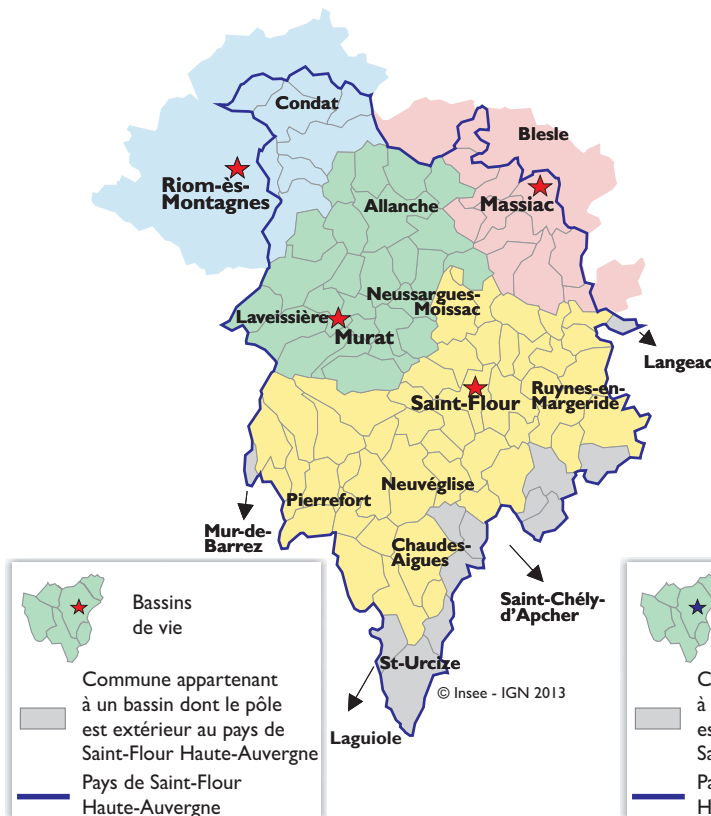 Condat
Blesle
Riom-ès-
Montagnes
Massiac
Allanche
Neussargues-
Moissac
Laveissière
Murat
Langeac
Ruynes-en-
Margeride
Saint-Flour
Neuvéglise
Pierrefort
Mur-de-
Barrez
Chaudes-
Aigues
Saint-Chély-
d'Apcher
St-Urcize
© Insee - IGN 2013
Laguiole
Bassins
de vie
Commune appartenant
à un bassin dont le pôle
est extérieur au pays de
Saint-Flour Haute-Auvergne
Pays de Saint-Flour
Haute-Auvergne
C
à
es
Sa
Pa
H